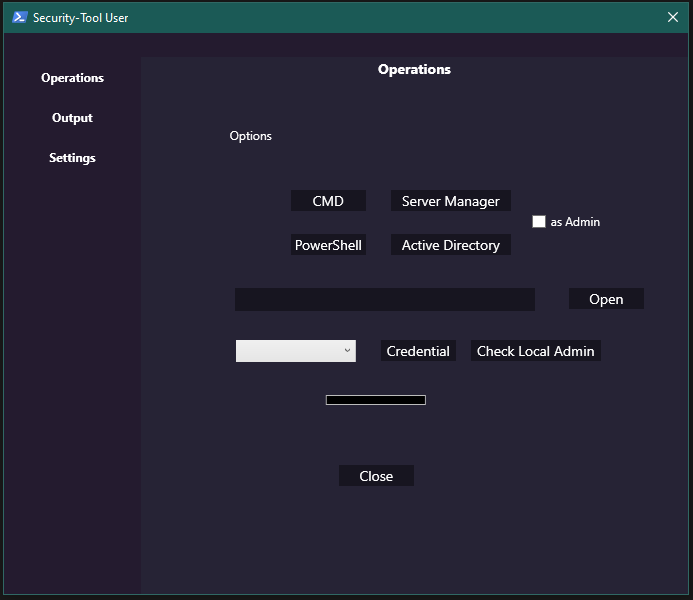 Security-Tool User
Operations
Output
Settings
Operations
Options
CMD
Server Manager
as Admin
PowerShell
Active Directory
Open
Credential
Check Local Admin
Close